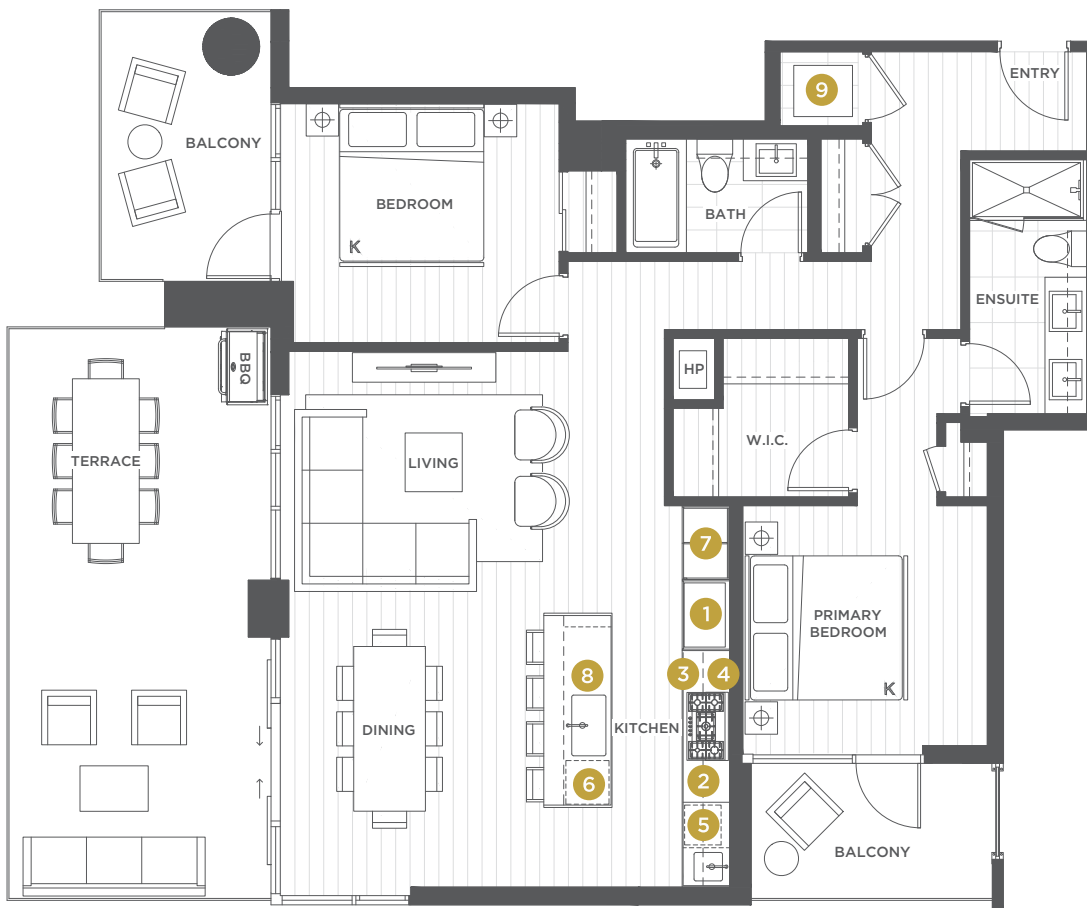 ENTRY
9
BALCONY
BEDROOM
K
BATH
ENSUITE
BBQ
HP
W.I.C.
TERRACE
LIVING
7
1
PRIMARY
BEDROOM
K
3
4
8
DINING
KITCHEN
2
6
5
BALCONY